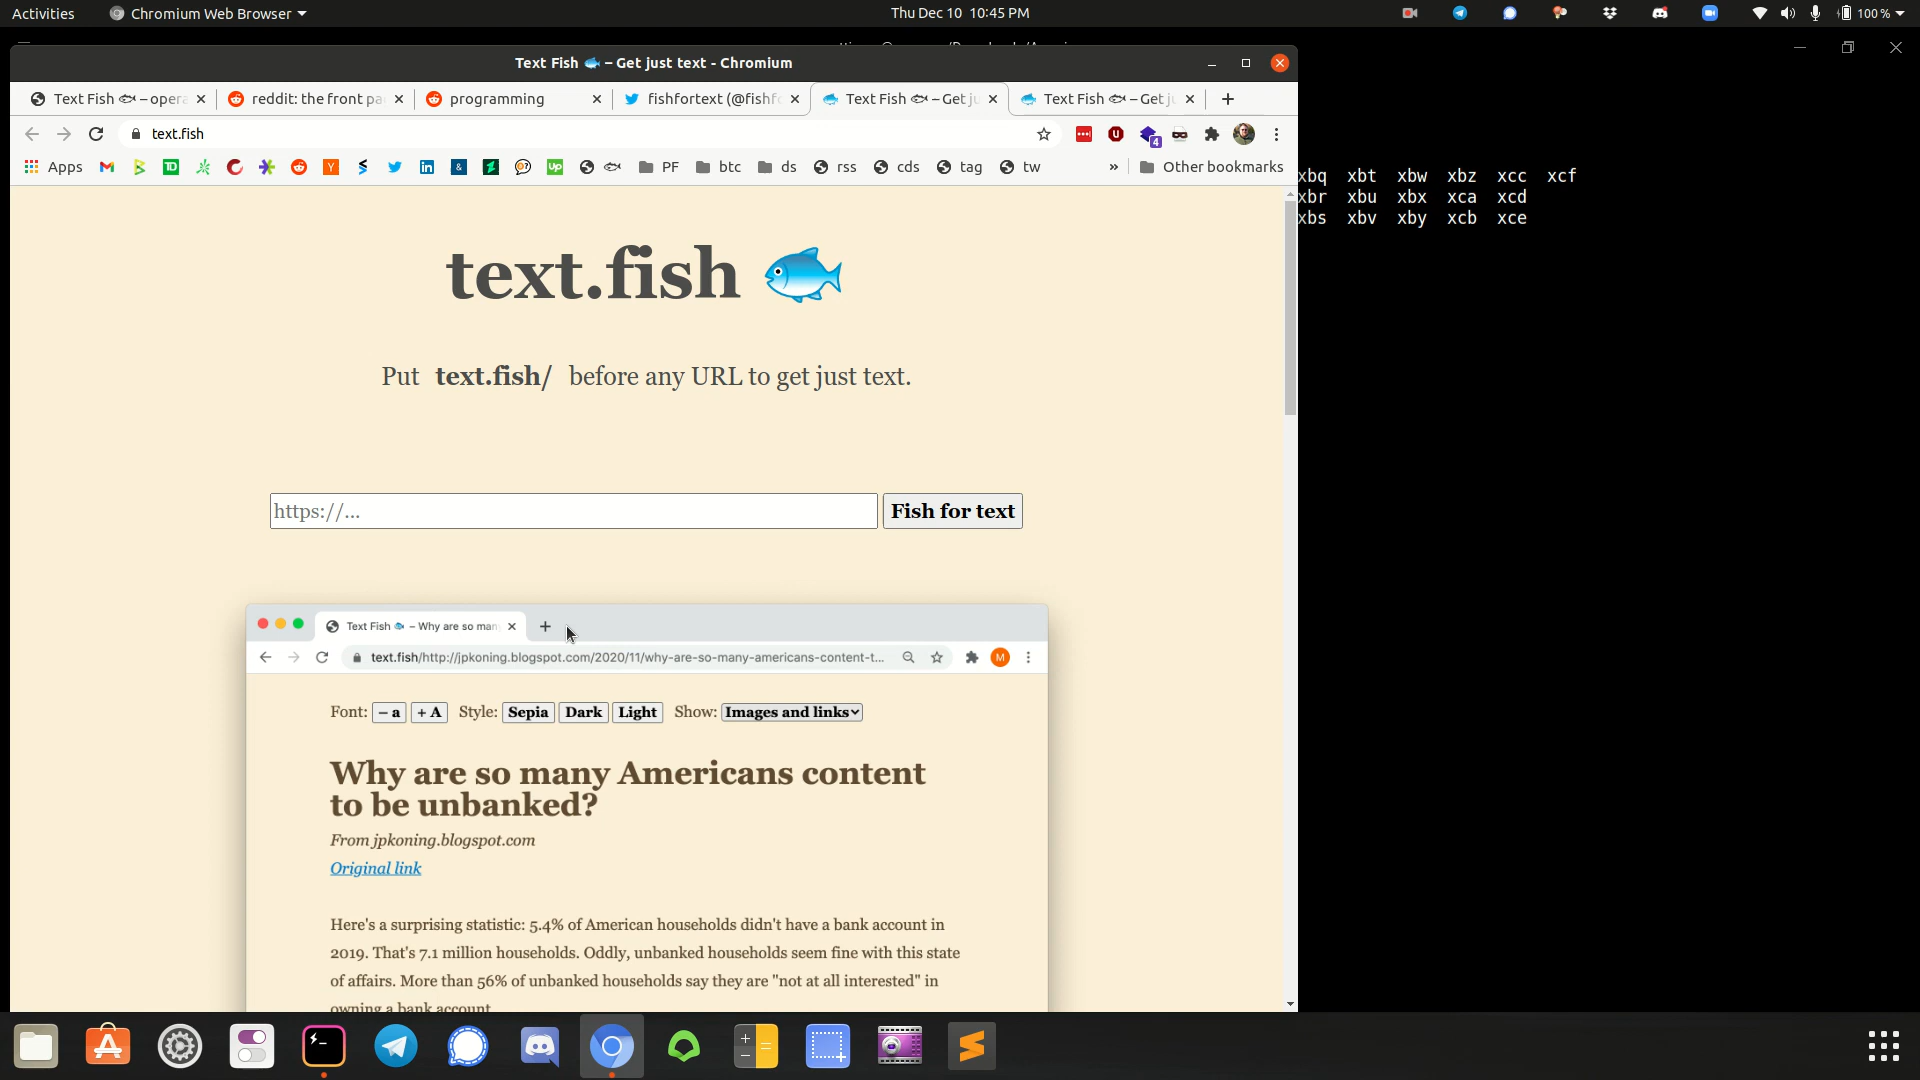 Activities
Chromium Web Browser
Thu Dec 10 10:45 PM
100 %
Text Fish 🐟 – Get just text - Chromium
Text Fish 🐟 – opera
reddit: the front pa
programming
fishfortext (@fishfo
Text Fish 🐟 – Get ju
Text Fish 🐟 – Get ju
text.fish
4
Apps
PF
btc
ds
rss
cds
tag
tw
»
Other bookmarks
xbq xbt xbw xbz xcc xcf
xbr xbu xbx xca xcd
xbs xbv xby xcb xce
text.fish 🐟
Put text.fish/ before any URL to get just text.
https://...
Fish for text
Text Fish 🐟 – Why are so man
text.fish/http://jpkoning.blogspot.com/2020/11/why-are-so-many-americans-content-t...
M
Font: – a + A Style: Sepia Dark Light Show: Images and links
Why are so many Americans content
to be unbanked?
From jpkoning.blogspot.com
Original link
Here's a surprising statistic: 5.4% of American households didn't have a bank account in
2019. That's 7.1 million households. Oddly, unbanked households seem fine with this state
of affairs. More than 56% of unbanked households say they are "not at all interested" in
owning a bank account